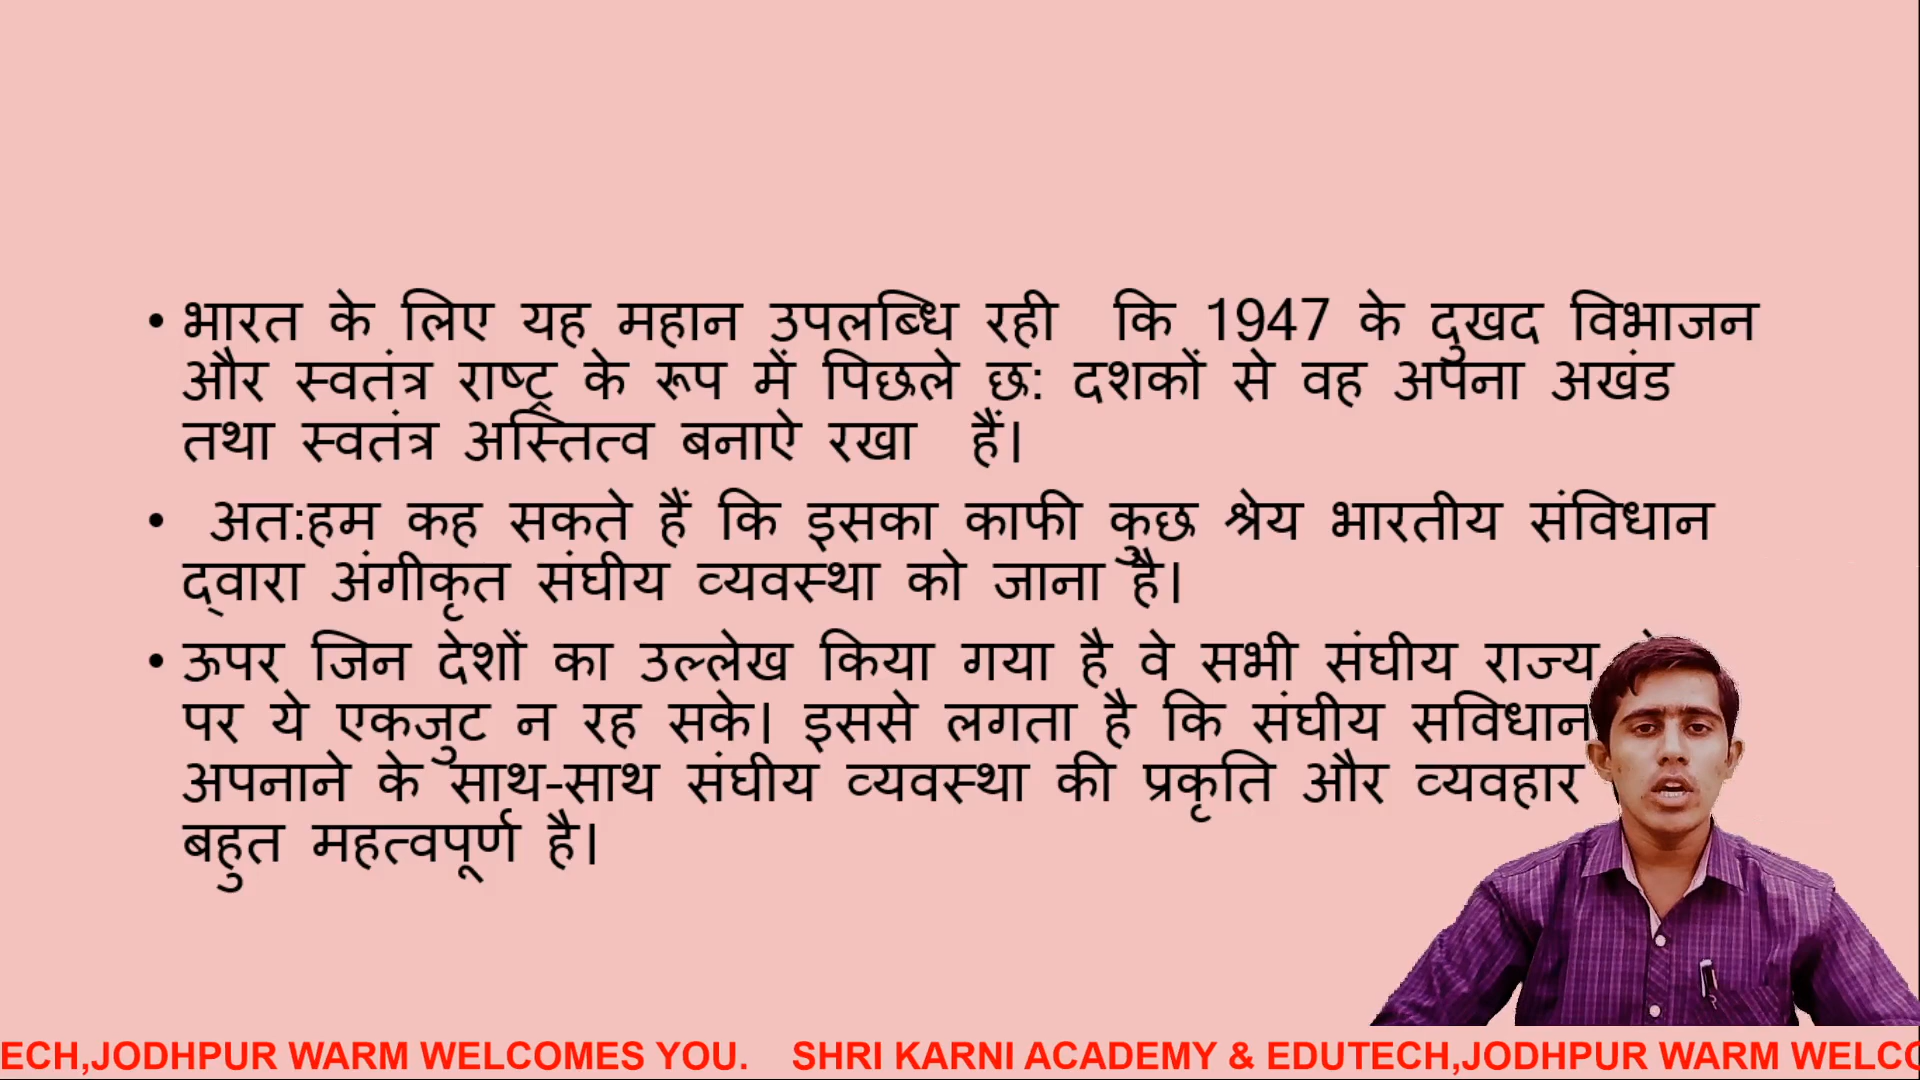 • भारत के लिए यह महान उपलब्धि रही कि 1947 के दुखद विभाजन
और स्वतंत्र राष्ट्र के रूप में पिछले छ: दशकों से वह अपना अखंड
तथा स्वतंत्र अस्तित्व बनाऐ रखा हैं।
• अत:हम कह सकते हैं कि इसका काफी कुछ श्रेय भारतीय संविधान
द्वारा अंगीकृत संघीय व्यवस्था को जाना है।
• ऊपर जिन देशों का उल्लेख किया गया है वे सभी संघीय राज्य
पर ये एकजुट न रह सके। इससे लगता है कि संघीय सविधान
अपनाने के साथ-साथ संघीय व्यवस्था की प्रकृति और व्यवहार
बहुत महत्वपूर्ण है।
ECH,JODHPUR WARM WELCOMES YOU. SHRI KARNI ACADEMY & EDUTECH,JODHPUR WARM WELCO